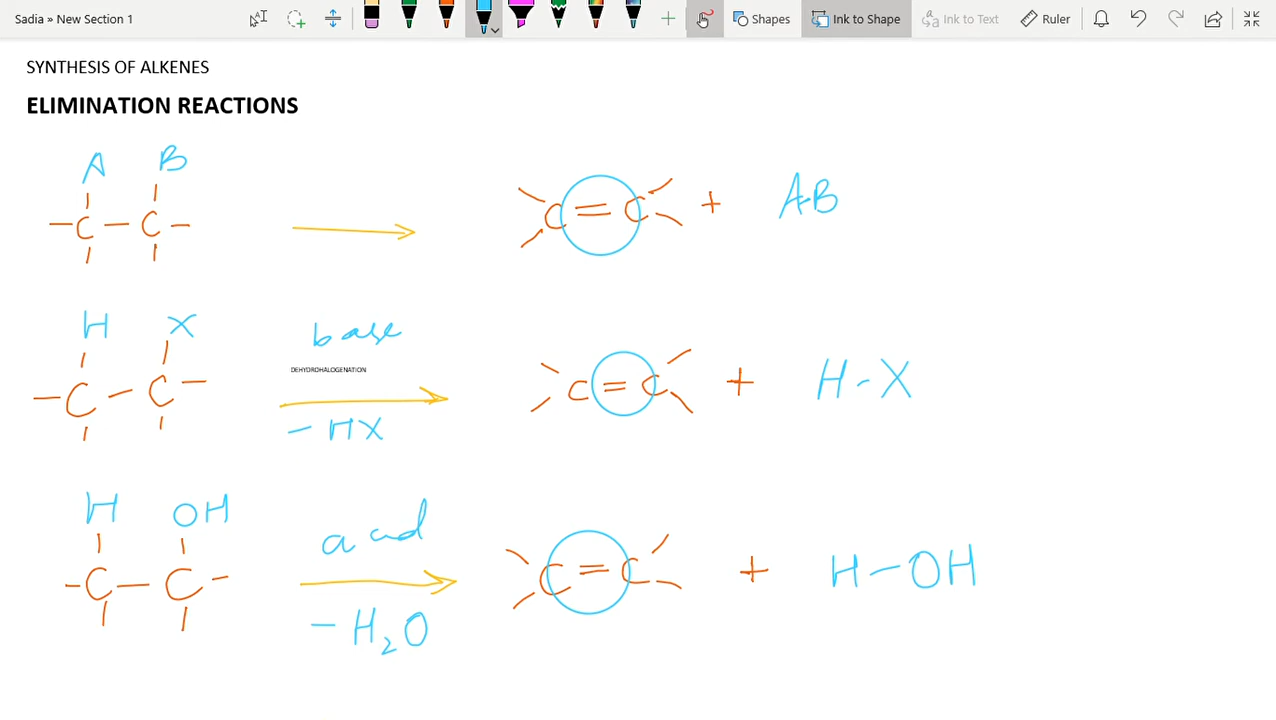 Sadia » New Section 1
Shapes
Ink to Shape
Ink to Text
Ruler
SYNTHESIS OF ALKENES
ELIMINATION REACTIONS
A B
— C — C —
C = C + AB
H X
base
DEHYDROHALOGENATION
— C — C —
C = C + H-X
— HX
H OH
acid
— C — C —
C = C + H—OH
— H₂O